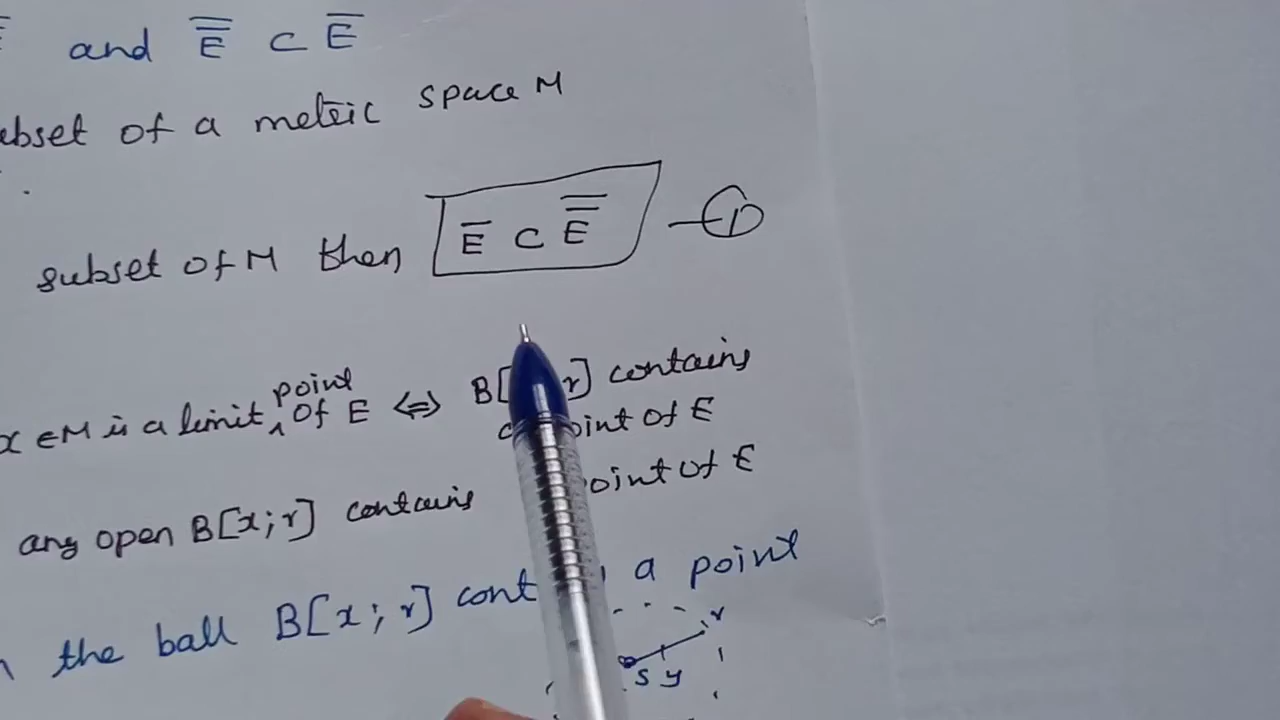 and E̿ ⊂ E̅
subset of a metric space M
subset of M then E̅ ⊂ E̿ — ①
x ∈ M is a limit point of E ⇔ B[ r] contains
point of E
any open B[x;r] contains point of E
the ball B[x;r] a point
r
s y